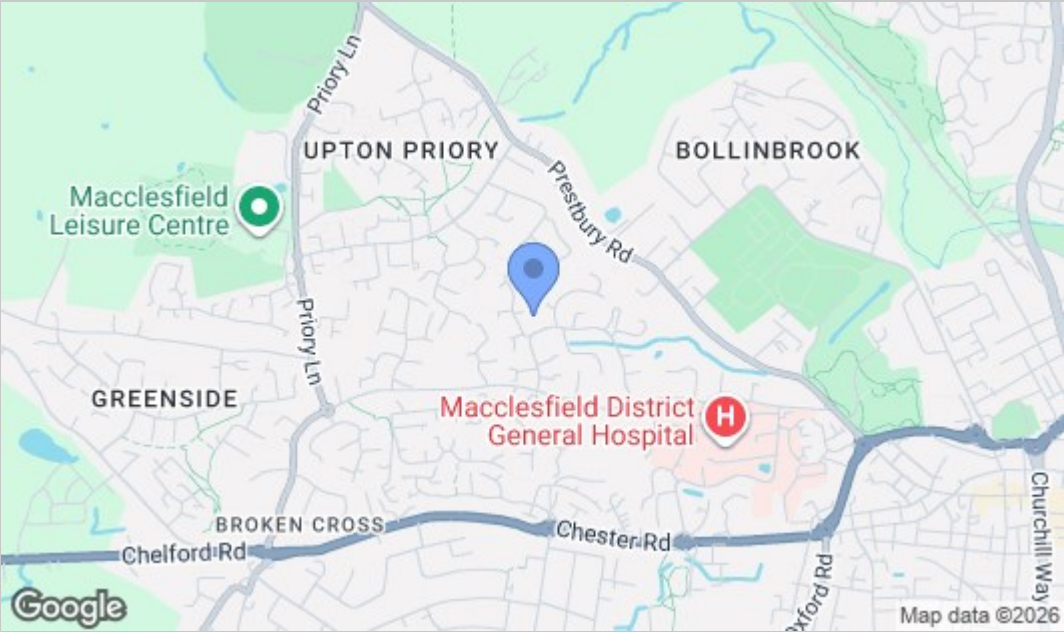 Priory Ln
UPTON PRIORY
BOLLINBROOK
Macclesfield
Leisure Centre
Prestbury Rd
Priory Ln
GREENSIDE
Macclesfield District
General Hospital
H
BROKEN CROSS
Chelford Rd
Chester Rd
Churchill Way
Oxford Rd
Google
Map data ©2026